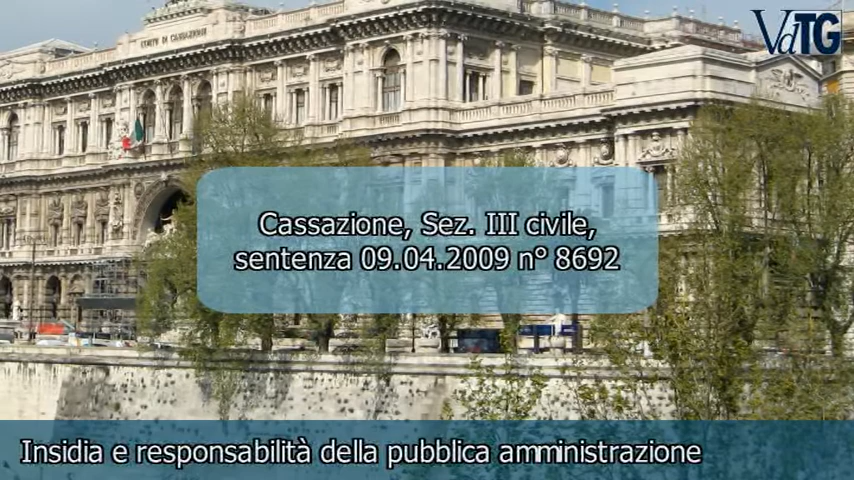 VdTG
CORTE DI CASSAZIONE
Cassazione, Sez. III civile,
sentenza 09.04.2009 n° 8692
Insidia e responsabilità della pubblica amministrazione